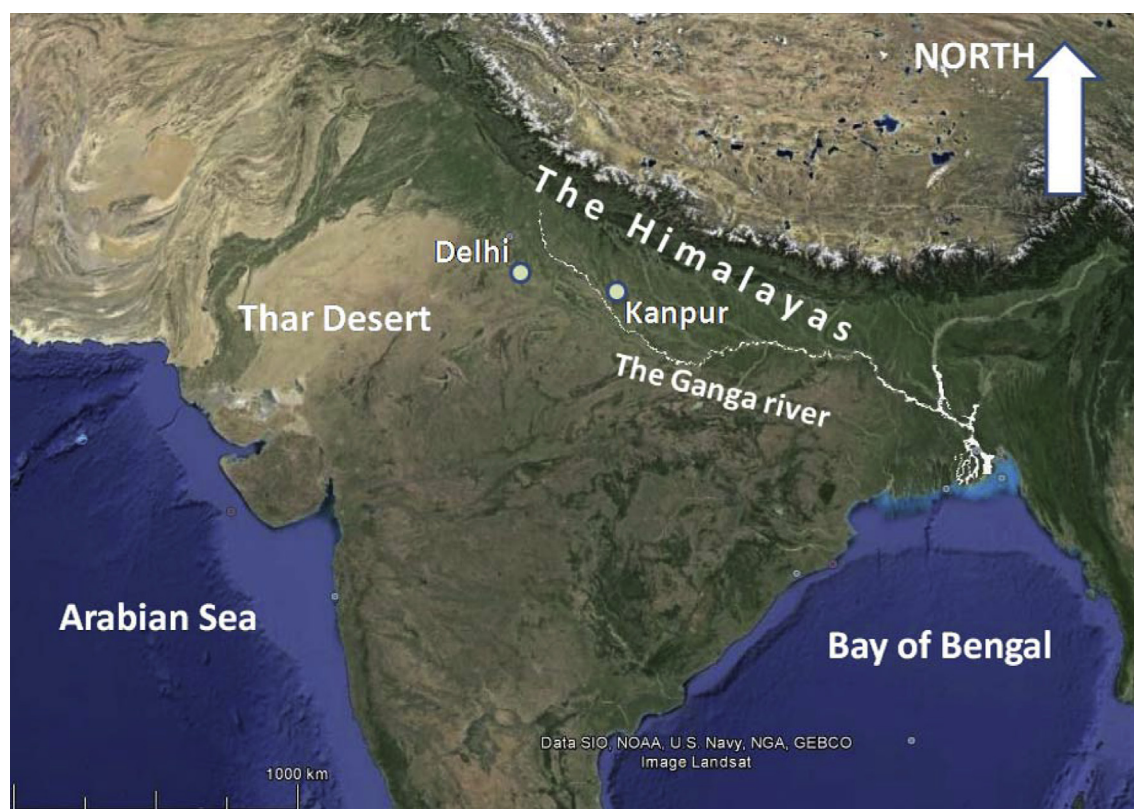 NORTH
The Himalayas
Delhi
Kanpur
Thar Desert
The Ganga river
Arabian Sea
Bay of Bengal
Data SIO, NOAA, U.S. Navy, NGA, GEBCO
Image Landsat
1000 km